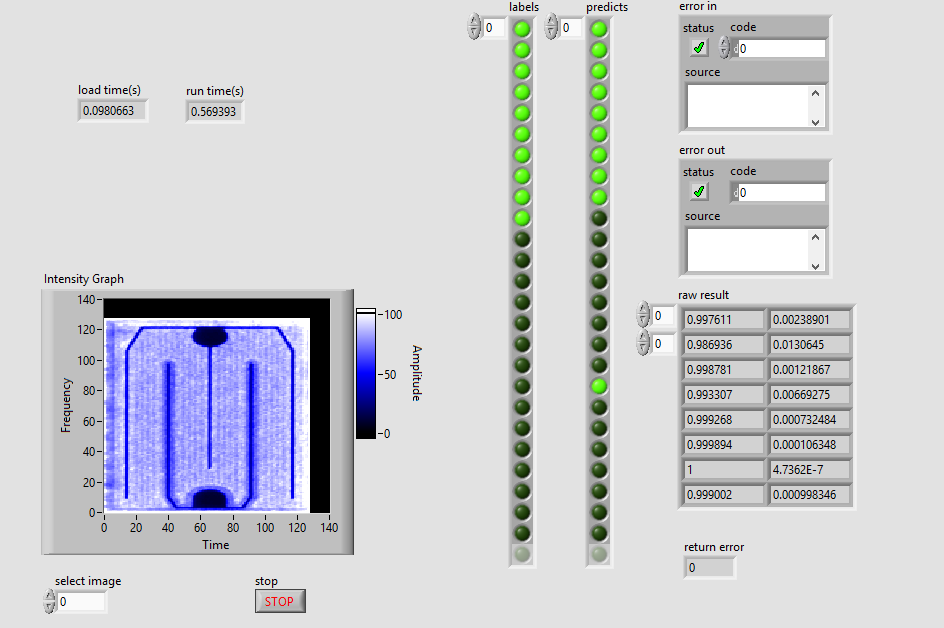 labels
predicts
error in
0
0
status
code
0
source
load time(s)
run time(s)
0.0980663
0.569393
error out
status
code
0
source
Intensity Graph
140
120
100
80
60
40
20
0
Frequency
0
20
40
60
80
100
120
140
Time
100
50
0
Amplitude
raw result
0
0
0.997611
0.00238901
0.986936
0.0130645
0.998781
0.00121867
0.993307
0.00669275
0.999268
0.000732484
0.999894
0.000106348
1
4.7362E-7
0.999002
0.000998346
return error
0
select image
0
stop
STOP